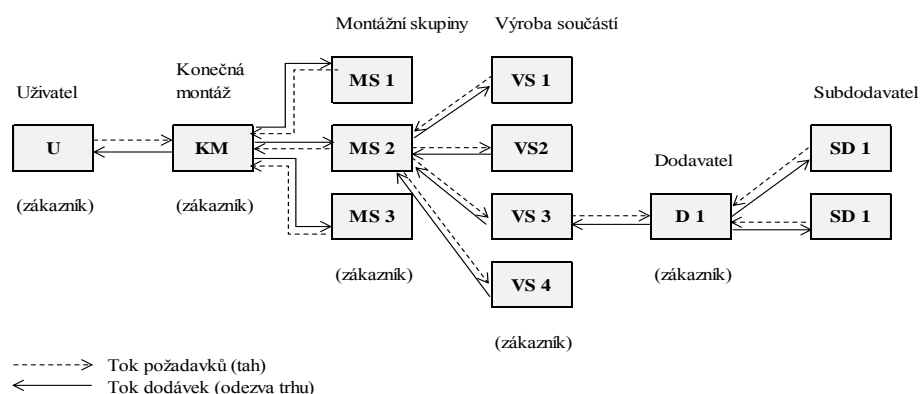 Montážní skupiny
Výroba součástí
Konečná
montáž
Uživatel
Subdodavatel
Dodavatel
MS 1
VS 1
U
KM
MS 2
VS2
SD 1
(zákazník)
(zákazník)
MS 3
VS 3
D 1
SD 1
(zákazník)
VS 4
(zákazník)
(zákazník)
Tok požadavků (tah)
Tok dodávek (odezva trhu)